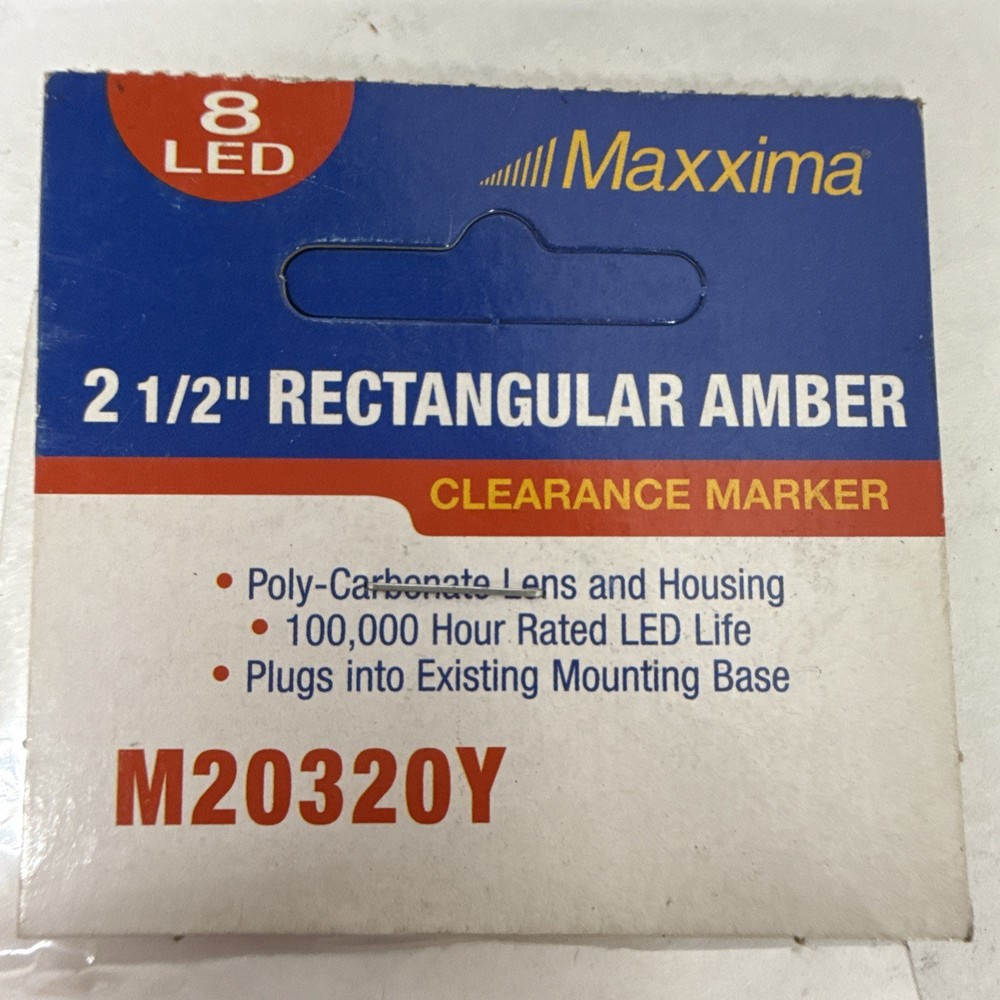 8
LED
Maxxima®
2 1/2" RECTANGULAR AMBER
CLEARANCE MARKER
• Poly-Carbonate Lens and Housing
• 100,000 Hour Rated LED Life
• Plugs into Existing Mounting Base
M20320Y